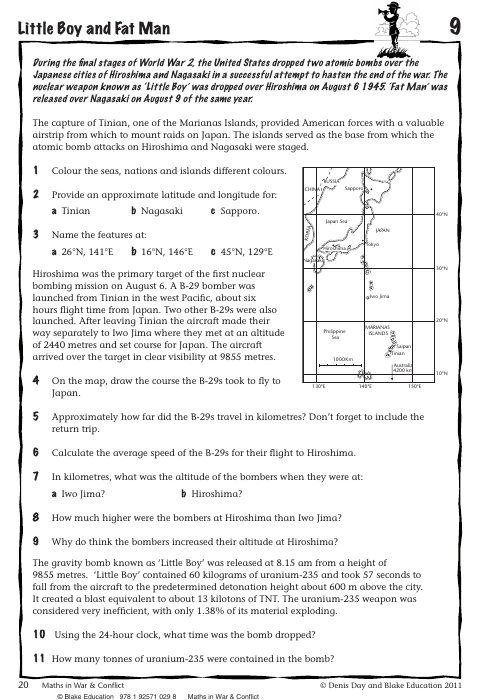 Little Boy and Fat Man
9
During the final stages of World War 2, the United States dropped two atomic bombs over the
Japanese cities of Hiroshima and Nagasaki in a successful attempt to hasten the end of the war. The
nuclear weapon known as 'Little Boy' was dropped over Hiroshima on August 6 1945. 'Fat Man' was
released over Nagasaki on August 9 of the same year.
The capture of Tinian, one of the Marianas Islands, provided American forces with a valuable
airstrip from which to mount raids on Japan. The islands served as the base from which the
atomic bomb attacks on Hiroshima and Nagasaki were staged.
1 Colour the seas, nations and islands different colours.
2 Provide an approximate latitude and longitude for:
a Tinian b Nagasaki c Sapporo.
3 Name the features at:
a 26°N, 141°E b 16°N, 146°E c 45°N, 129°E
Hiroshima was the primary target of the first nuclear
bombing mission on August 6. A B-29 bomber was
launched from Tinian in the west Pacific, about six
hours flight time from Japan. Two other B-29s were also
launched. After leaving Tinian the aircraft made their
way separately to Iwo Jima where they met at an altitude
of 2440 metres and set course for Japan. The aircraft
arrived over the target in clear visibility at 9855 metres.
RUSSIA
CHINA
Sapporo
40°N
Japan Sea
KOREA
JAPAN
Hiroshima
Tokyo
30°N
Iwo Jima
20°N
Philippine
Sea
MARIANAS
ISLANDS
Saipan
Tinian
1000Km
Australia
4200 km
10°N
130°E
140°E
150°E
4 On the map, draw the course the B-29s took to fly to
Japan.
5 Approximately how far did the B-29s travel in kilometres? Don't forget to include the
return trip.
6 Calculate the average speed of the B-29s for their flight to Hiroshima.
7 In kilometres, what was the altitude of the bombers when they were at:
a Iwo Jima? b Hiroshima?
8 How much higher were the bombers at Hiroshima than Iwo Jima?
9 Why do think the bombers increased their altitude at Hiroshima?
The gravity bomb known as 'Little Boy' was released at 8.15 am from a height of
9855 metres. 'Little Boy' contained 60 kilograms of uranium-235 and took 57 seconds to
fall from the aircraft to the predetermined detonation height about 600 m above the city.
It created a blast equivalent to about 13 kilotons of TNT. The uranium-235 weapon was
considered very inefficient, with only 1.38% of its material exploding.
10 Using the 24-hour clock, what time was the bomb dropped?
11 How many tonnes of uranium-235 were contained in the bomb?
20 Maths in War & Conflict
© Denis Day and Blake Education 2011
© Blake Education 978 1 92571 029 8 Maths in War & Conflict